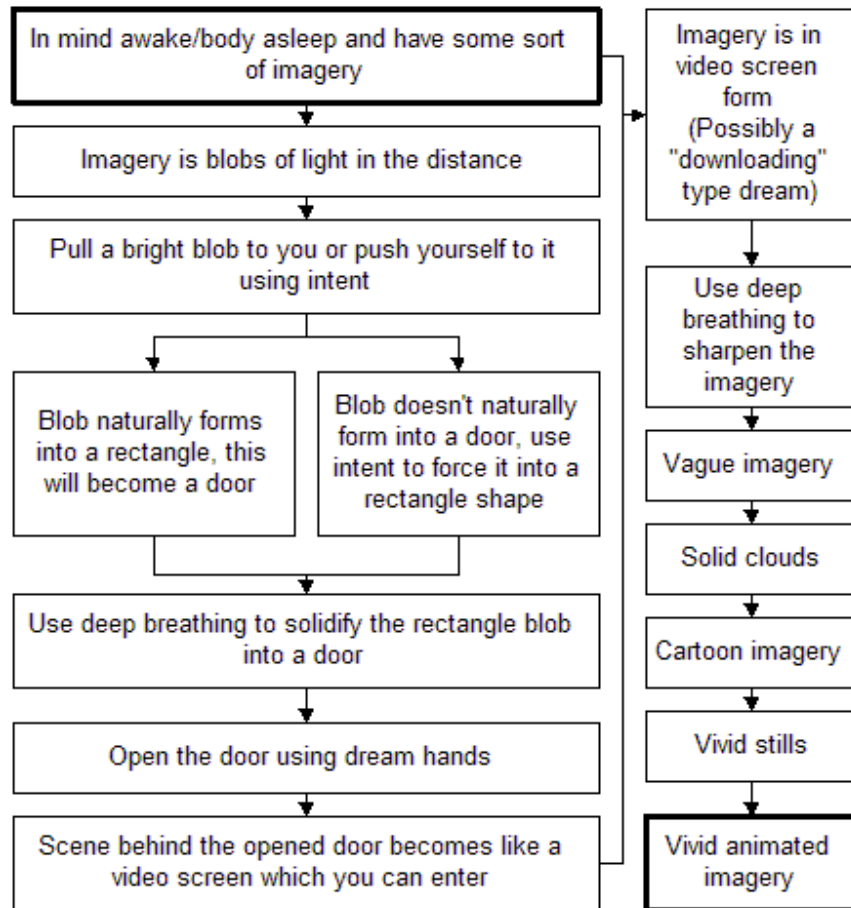 In mind awake/body asleep and have some sort
of imagery
Imagery is blobs of light in the distance
Pull a bright blob to you or push yourself to it
using intent
Blob naturally forms
into a rectangle, this
will become a door
Blob doesn't naturally
form into a door, use
intent to force it into a
rectangle shape
Use deep breathing to solidify the rectangle blob
into a door
Open the door using dream hands
Scene behind the opened door becomes like a
video screen which you can enter
Imagery is in
video screen
form
(Possibly a
"downloading"
type dream)
Use deep
breathing to
sharpen the
imagery
Vague imagery
Solid clouds
Cartoon imagery
Vivid stills
Vivid animated
imagery